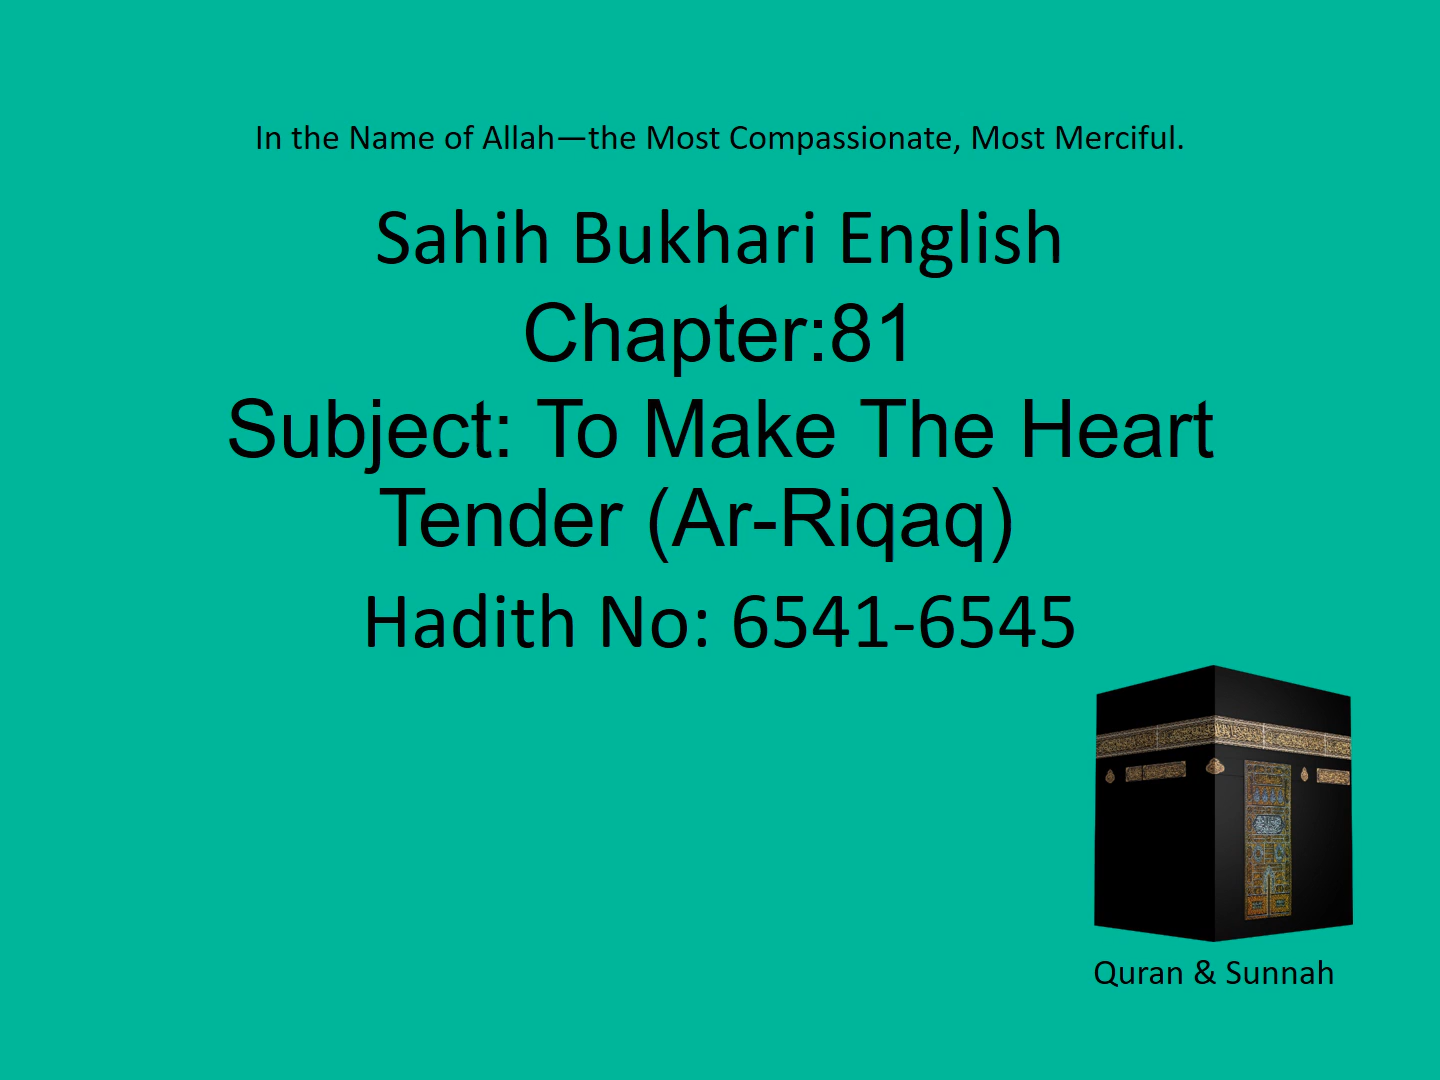 In the Name of Allah—the Most Compassionate, Most Merciful.
Sahih Bukhari English
Chapter:81
Subject: To Make The Heart
Tender (Ar-Riqaq)
Hadith No: 6541-6545
Quran & Sunnah